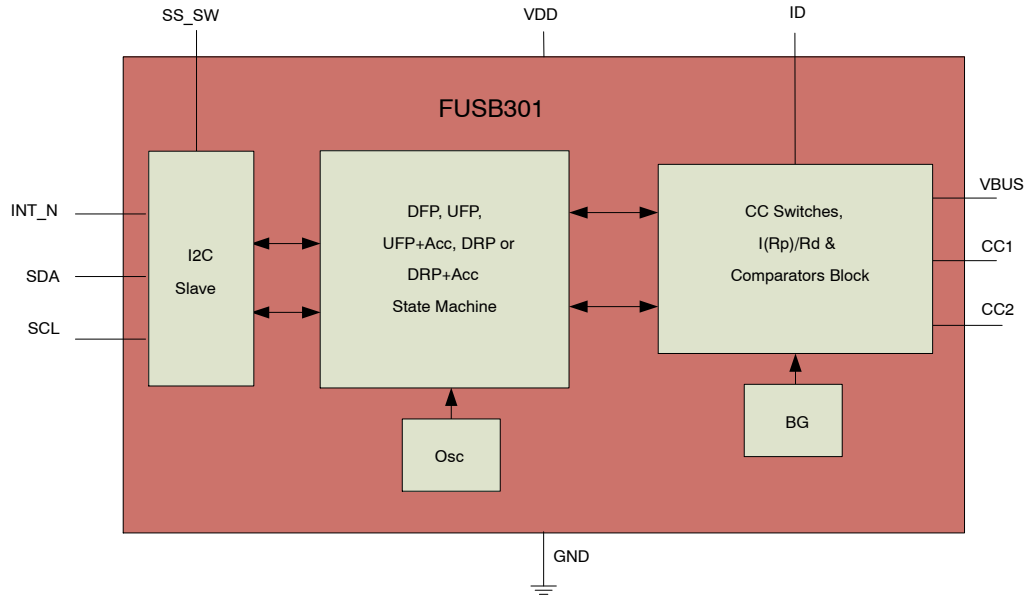 SS_SW
VDD
ID
FUSB301
INT_N
SDA
SCL
I2C
Slave
DFP, UFP,
UFP+Acc, DRP or
DRP+Acc
State Machine
CC Switches,
I(Rp)/Rd &
Comparators Block
VBUS
CC1
CC2
Osc
BG
GND